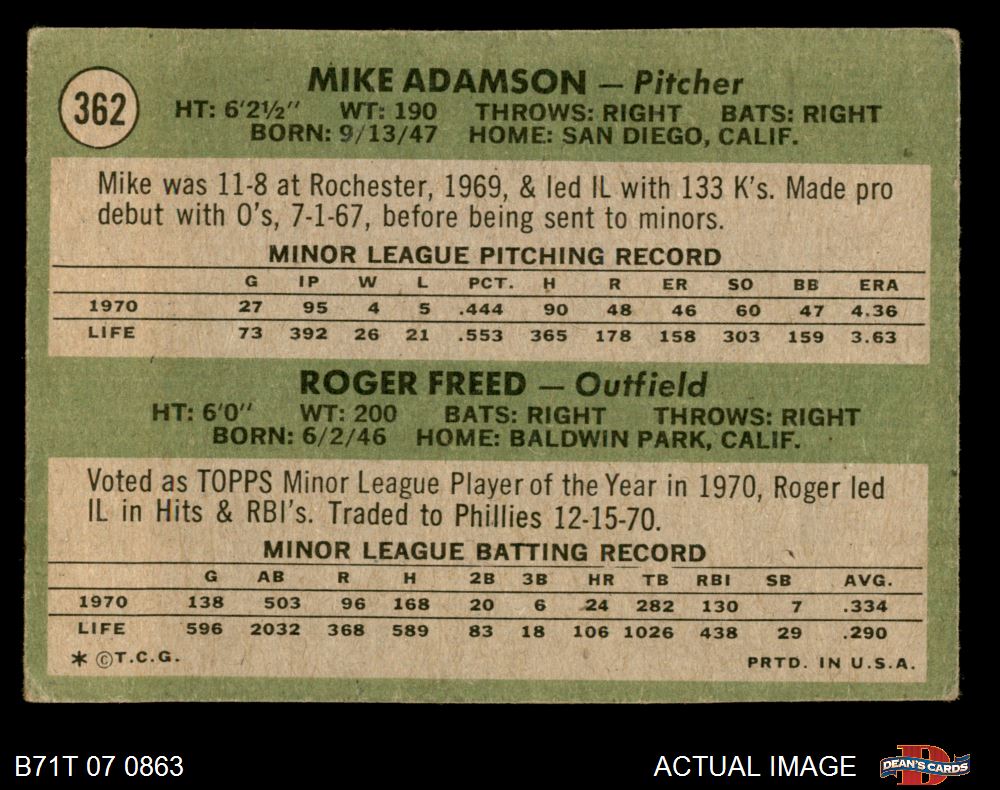 362
MIKE ADAMSON — Pitcher
HT: 6'2½" WT: 190 THROWS: RIGHT BATS: RIGHT
BORN: 9/13/47 HOME: SAN DIEGO, CALIF.
Mike was 11-8 at Rochester, 1969, & led IL with 133 K's. Made pro
debut with O's, 7-1-67, before being sent to minors.
MINOR LEAGUE PITCHING RECORD
G IP W L PCT. H R ER SO BB ERA
1970 27 95 4 5 .444 90 48 46 60 47 4.36
LIFE 73 392 26 21 .553 365 178 158 303 159 3.63
ROGER FREED — Outfield
HT: 6'0" WT: 200 BATS: RIGHT THROWS: RIGHT
BORN: 6/2/46 HOME: BALDWIN PARK, CALIF.
Voted as TOPPS Minor League Player of the Year in 1970, Roger led
IL in Hits & RBI's. Traded to Phillies 12-15-70.
MINOR LEAGUE BATTING RECORD
G AB R H 2B 3B HR TB RBI SB AVG.
1970 138 503 96 168 20 6 24 282 130 7 .334
LIFE 596 2032 368 589 83 18 106 1026 438 29 .290
* ©T.C.G. PRTD. IN U.S.A.
B71T 07 0863 ACTUAL IMAGE DEAN'S CARDS